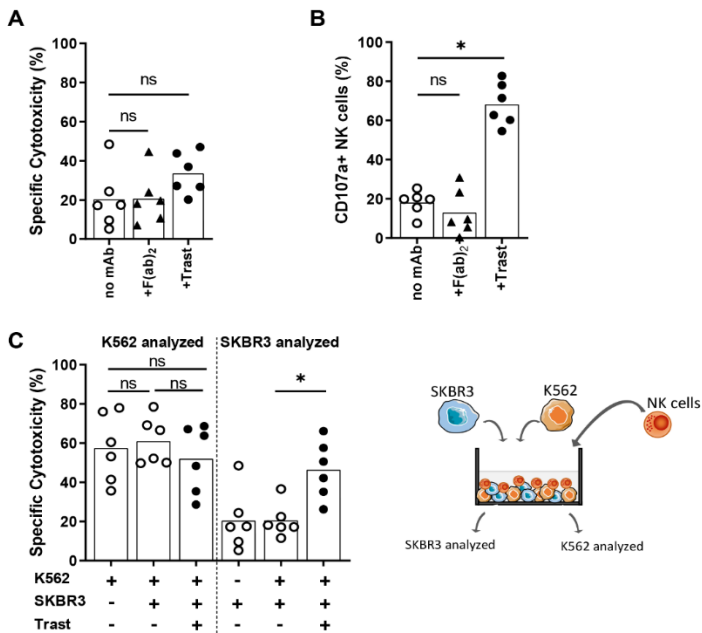 A
Specific Cytotoxicity (%)
100
80
60
40
20
0
ns
ns
no mAb
+F(ab)₂
+Trast
B
CD107a+ NK cells (%)
100
80
60
40
20
0
*
ns
no mAb
+F(ab)₂
+Trast
C
K562 analyzed
SKBR3 analyzed
Specific Cytotoxicity (%)
100
80
60
40
20
0
ns
ns
ns
*
K562 + + + - + +
SKBR3 - + + + + +
Trast - - + - - +
SKBR3
K562
NK cells
SKBR3 analyzed
K562 analyzed